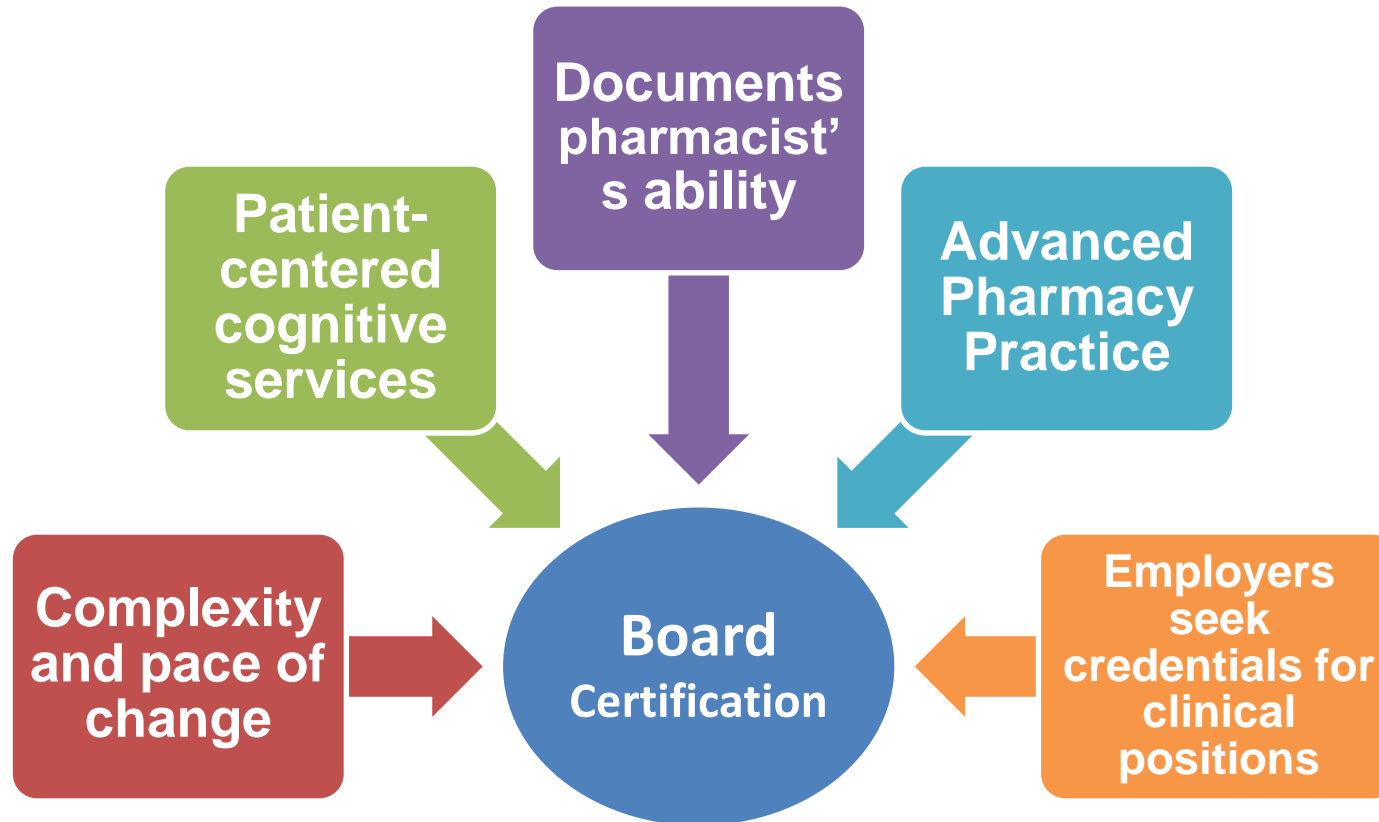 Documents
pharmacist’
s ability
Patient-
centered
cognitive
services
Advanced
Pharmacy
Practice
Complexity
and pace of
change
Board
Certification
Employers
seek
credentials for
clinical
positions